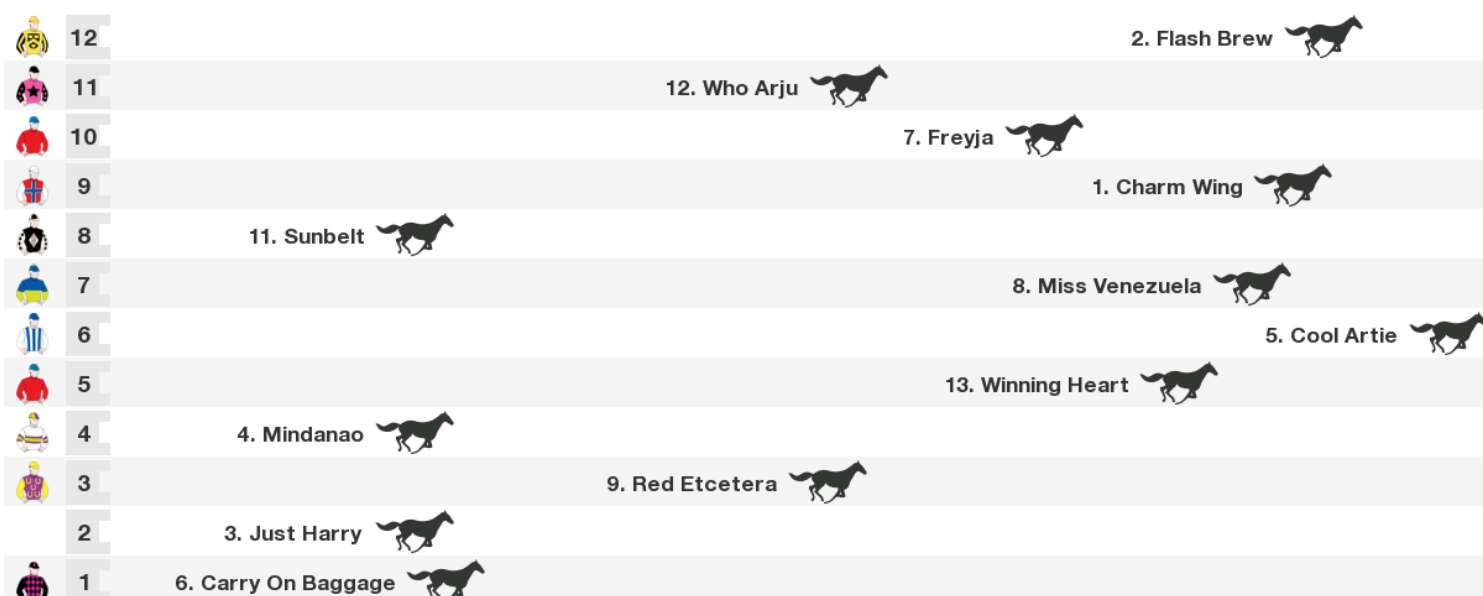 12 2. Flash Brew
11 12. Who Arju
10 7. Freyja
9 1. Charm Wing
8 11. Sunbelt
7 8. Miss Venezuela
6 5. Cool Artie
5 13. Winning Heart
4 4. Mindanao
3 9. Red Etcetera
2 3. Just Harry
1 6. Carry On Baggage